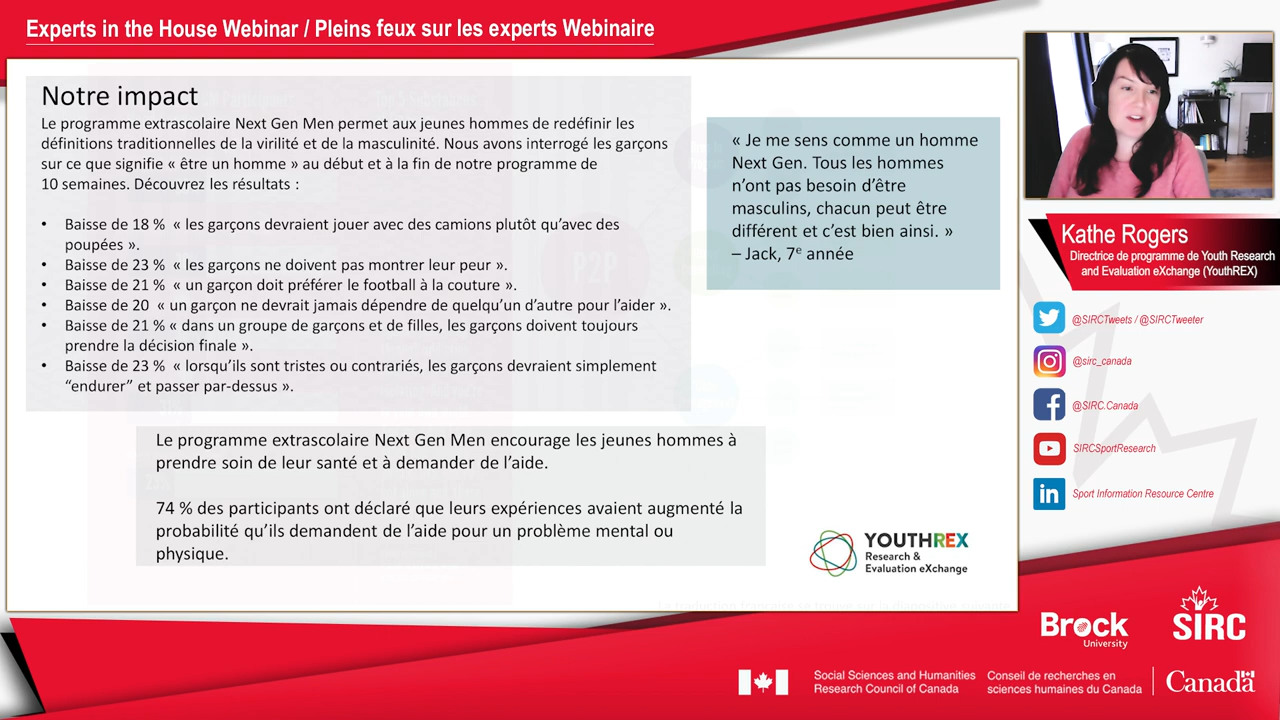 Experts in the House Webinar / Pleins feux sur les experts Webinaire
Notre impact
Le programme extrascolaire Next Gen Men permet aux jeunes hommes de redéfinir les
définitions traditionnelles de la virilité et de la masculinité. Nous avons interrogé les garçons
sur ce que signifie « être un homme » au début et à la fin de notre programme de
10 semaines. Découvrez les résultats :
• Baisse de 18 % « les garçons devraient jouer avec des camions plutôt qu’avec des
poupées ».
• Baisse de 23 % « les garçons ne doivent pas montrer leur peur ».
• Baisse de 21 % « un garçon doit préférer le football à la couture ».
• Baisse de 20 « un garçon ne devrait jamais dépendre de quelqu’un d’autre pour l’aider ».
• Baisse de 21 % « dans un groupe de garçons et de filles, les garçons doivent toujours
prendre la décision finale ».
• Baisse de 23 % « lorsqu’ils sont tristes ou contrariés, les garçons devraient simplement
“endurer” et passer par-dessus ».
« Je me sens comme un homme
Next Gen. Tous les hommes
n’ont pas besoin d’être
masculins, chacun peut être
différent et c’est bien ainsi. »
– Jack, 7e année
Le programme extrascolaire Next Gen Men encourage les jeunes hommes à
prendre soin de leur santé et à demander de l’aide.
74 % des participants ont déclaré que leurs expériences avaient augmenté la
probabilité qu’ils demandent de l’aide pour un problème mental ou
physique.
YOUTHREX
Research &
Evaluation eXchange
Kathe Rogers
Directrice de programme de Youth Research
and Evaluation eXchange (YouthREX)
@SIRCTweets / @SIRCTweeter
@sirc_canada
@SIRC.Canada
SIRCSportResearch
in
Sport Information Resource Centre
Brock
University
SIRC
Social Sciences and Humanities
Research Council of Canada
Conseil de recherches en
sciences humaines du Canada
Canada